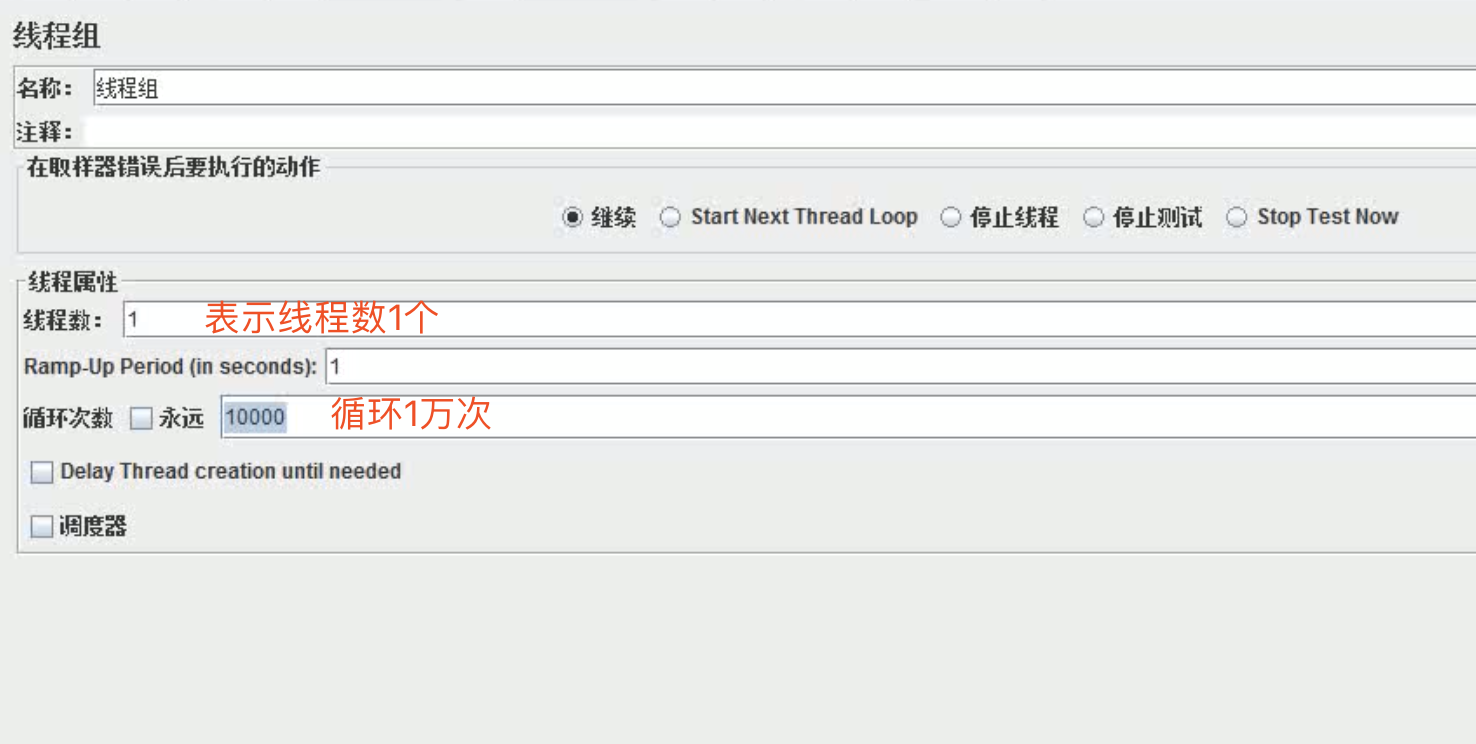 线程组
名称： 线程组
注释：
在取样器错误后要执行的动作
继续 Start Next Thread Loop 停止线程 停止测试 Stop Test Now
线程属性
线程数： 1 表示线程数1个
Ramp-Up Period (in seconds): 1
循环次数 永远 10000 循环1万次
Delay Thread creation until needed
调度器